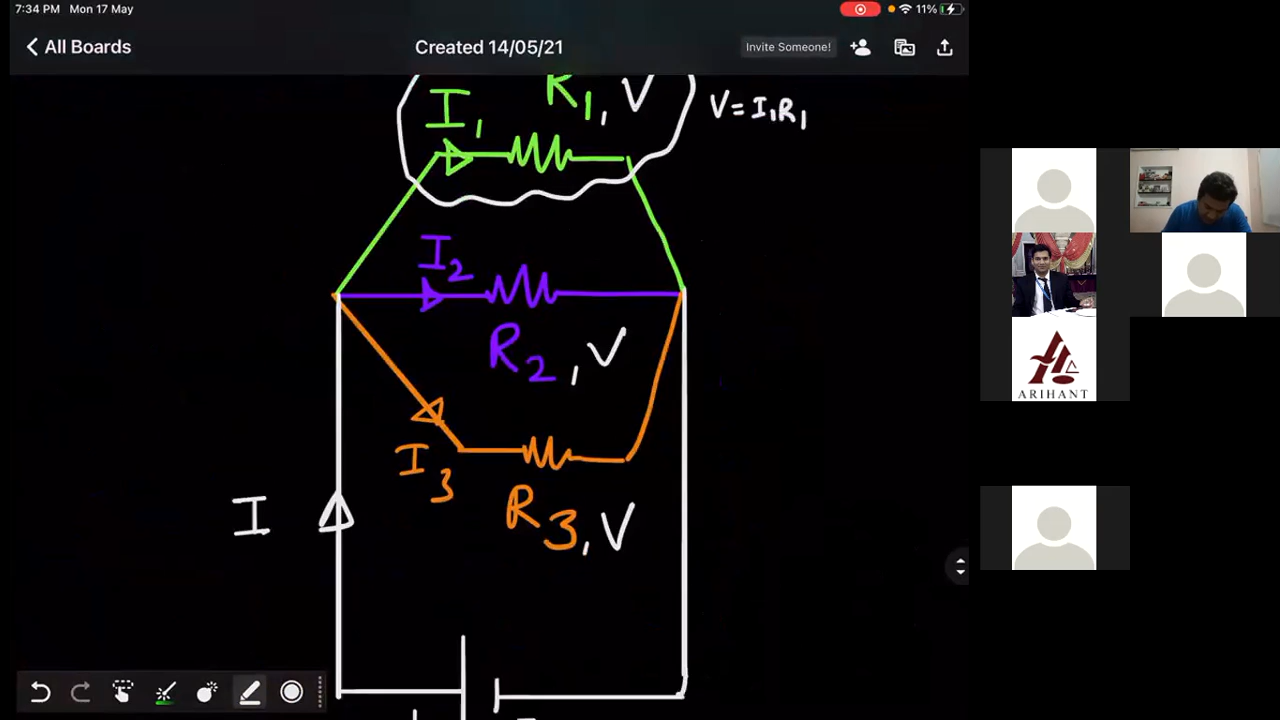 7:34 PM Mon 17 May
11%
All Boards
Created 14/05/21
Invite Someone!
I₁
R₁, V
V = I₁R₁
I₂
R₂, V
I₃
R₃, V
I
ARIHANT